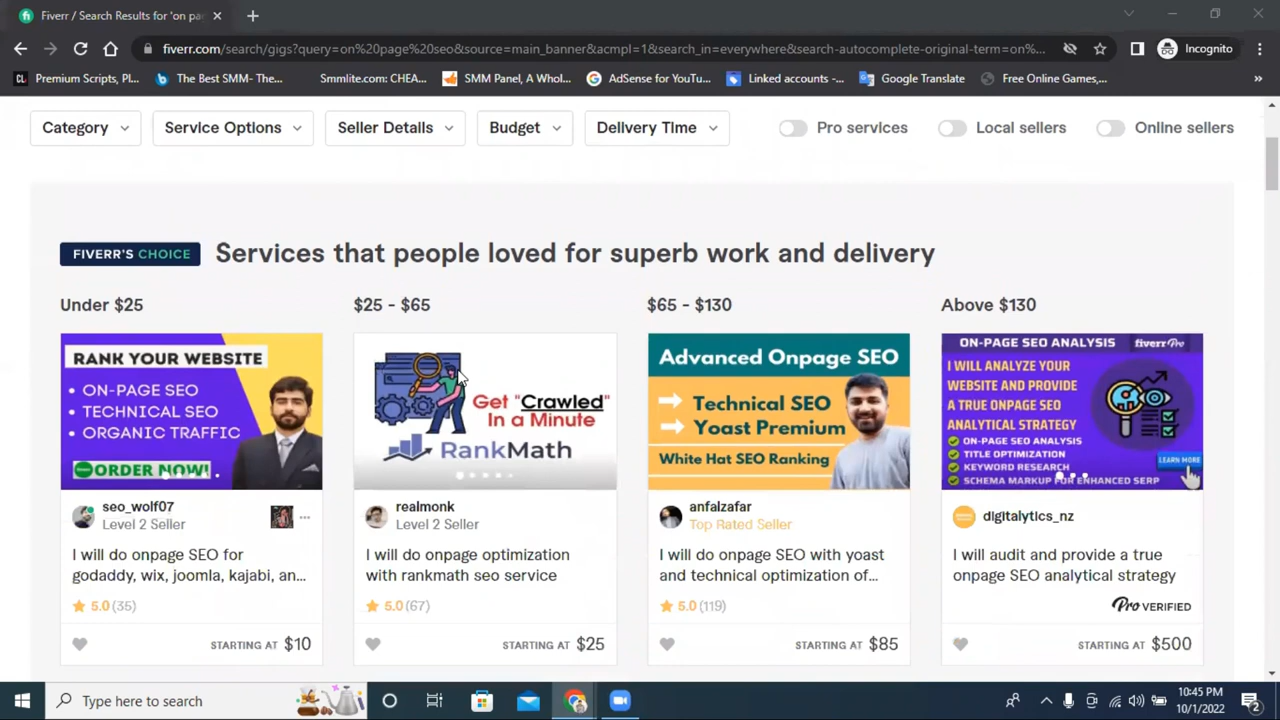 Fiverr / Search Results for 'on pa
fiverr.com/search/gigs?query=on%20page%20seo&source=main_banner&acmpl=1&search_in=everywhere&search-autocomplete-original-term=on%...
Incognito
Premium Scripts, Pl...
The Best SMM- The...
Smmlite.com: CHEA...
SMM Panel, A Whol...
AdSense for YouTu...
Linked accounts -...
Google Translate
Free Online Games,...
»
Category
Service Options
Seller Details
Budget
Delivery Time
Pro services
Local sellers
Online sellers
FIVERR'S CHOICE
Services that people loved for superb work and delivery
Under $25
$25 - $65
$65 - $130
Above $130
RANK YOUR WEBSITE
• ON-PAGE SEO
• TECHNICAL SEO
• ORGANIC TRAFFIC
ORDER NOW!
seo_wolf07
Level 2 Seller
I will do onpage SEO for
godaddy, wix, joomla, kajabi, an...
5.0 (35)
STARTING AT $10
Get "Crawled"
In a Minute
RankMath
realmonk
Level 2 Seller
I will do onpage optimization
with rankmath seo service
5.0 (67)
STARTING AT $25
Advanced Onpage SEO
Technical SEO
Yoast Premium
White Hat SEO Ranking
anfalzafar
Top Rated Seller
I will do onpage SEO with yoast
and technical optimization of...
5.0 (119)
STARTING AT $85
ON-PAGE SEO ANALYSIS
fiverr Pro
I WILL ANALYZE YOUR
WEBSITE AND PROVIDE
A TRUE ONPAGE SEO
ANALYTICAL STRATEGY
ON-PAGE SEO ANALYSIS
TITLE OPTIMIZATION
KEYWORD RESEARCH
SCHEMA MARKUP FOR ENHANCED SERP
LEARN MORE
digitalytics_nz
I will audit and provide a true
onpage SEO analytical strategy
Pro VERIFIED
STARTING AT $500
Type here to search
10:45 PM
10/1/2022
2